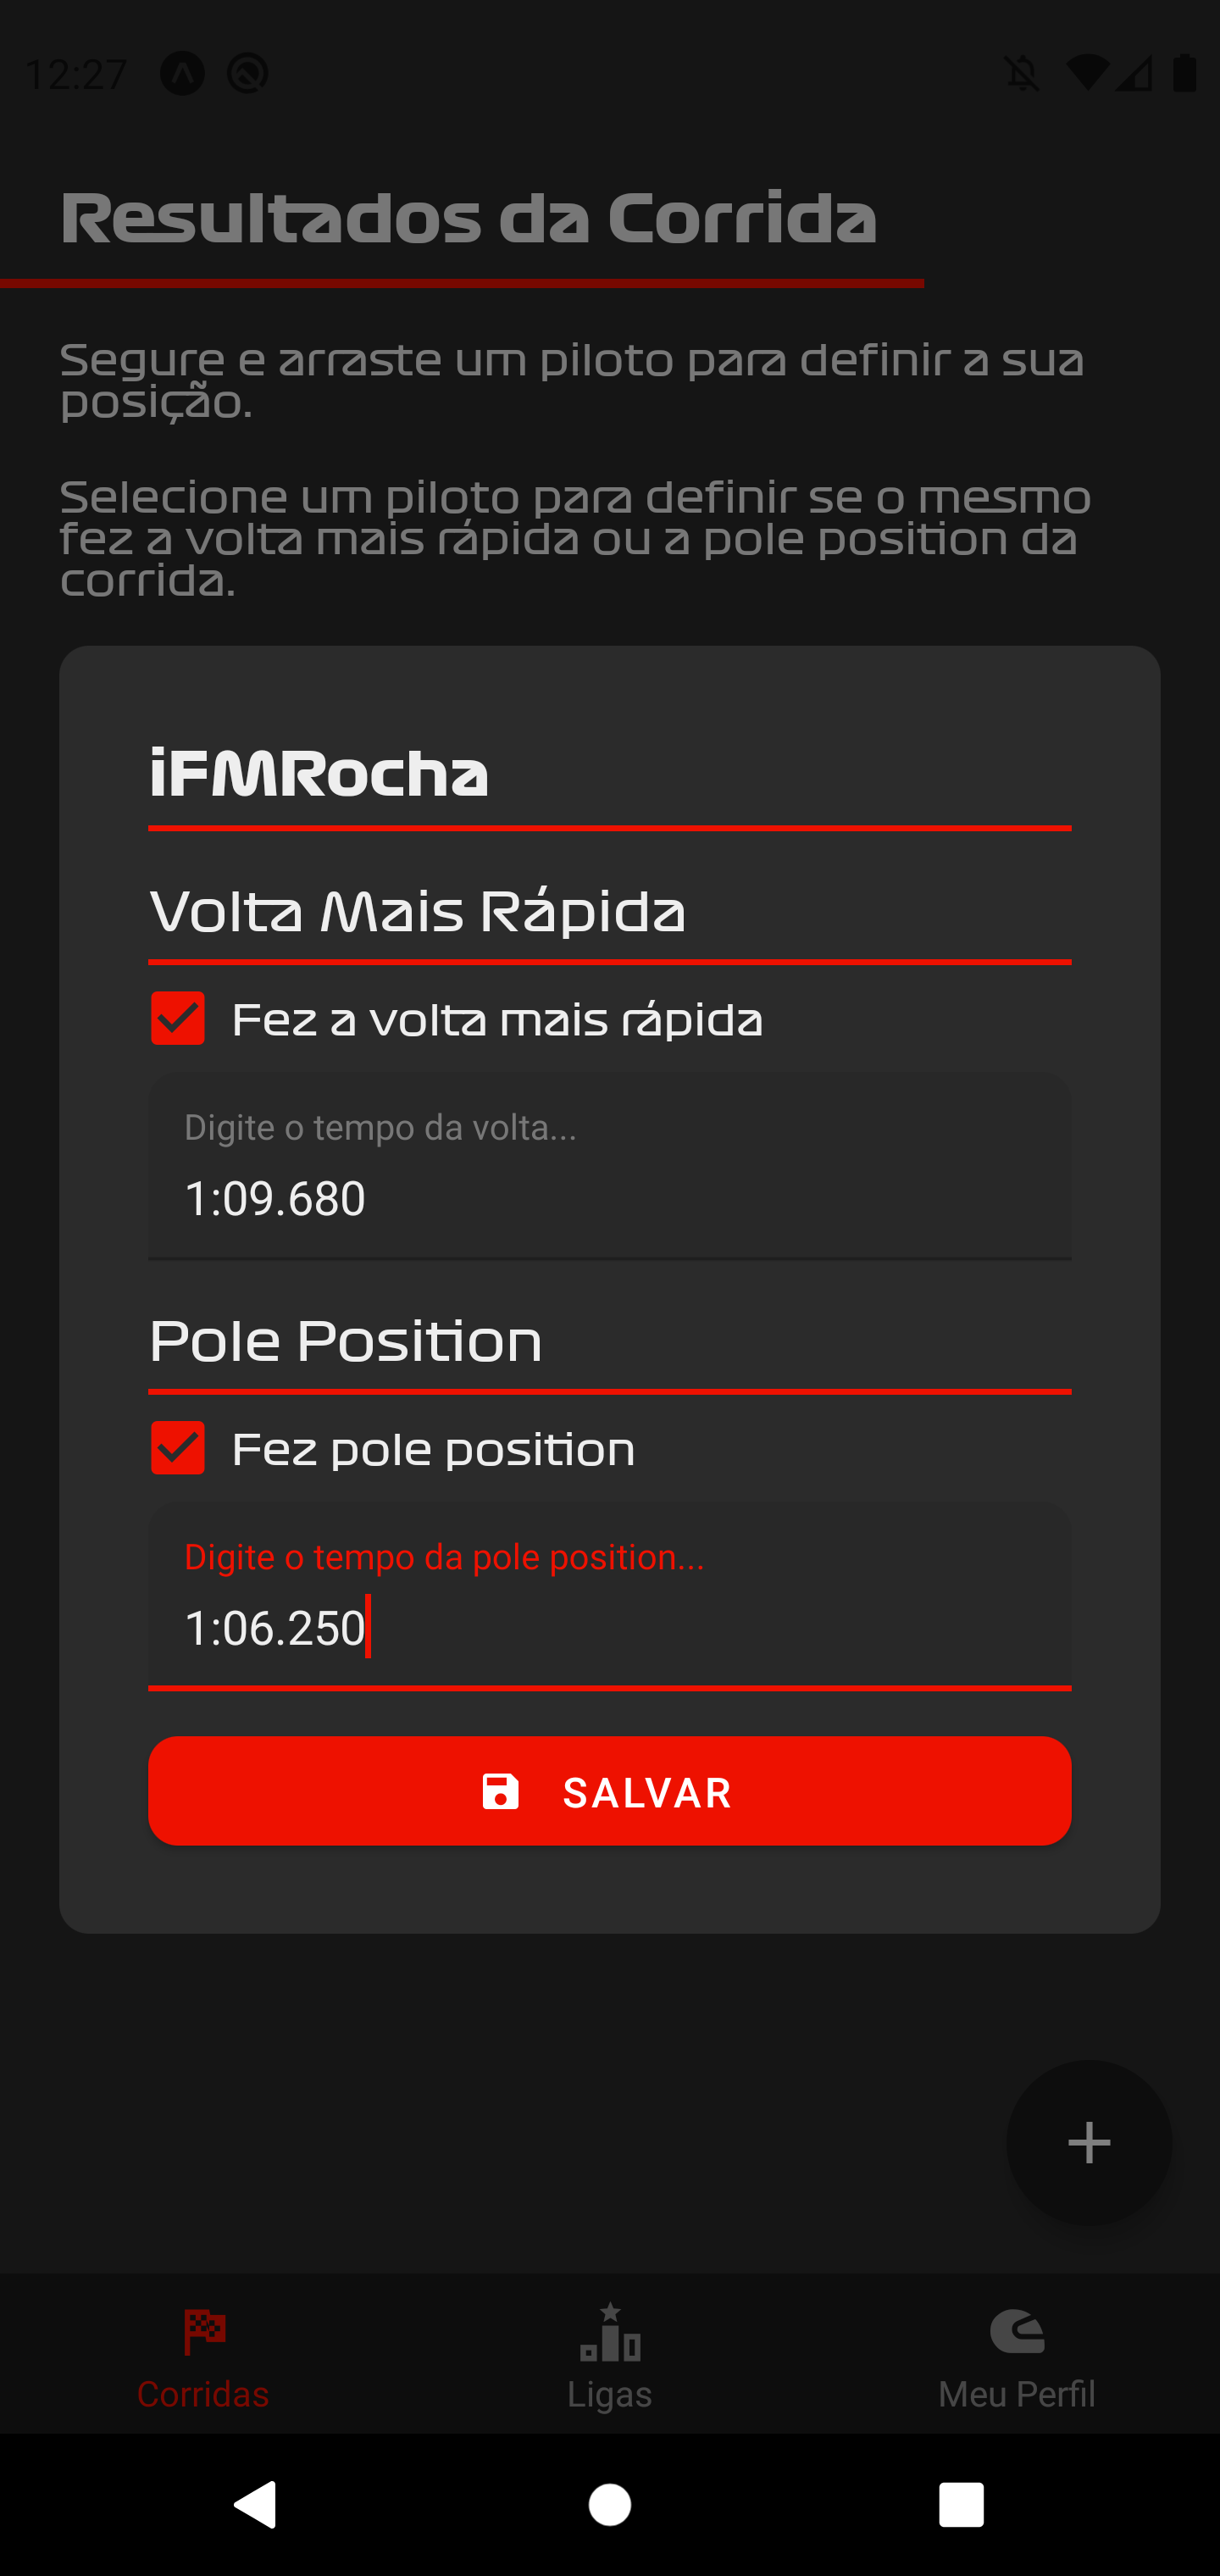 12:27
Resultados da Corrida
Segure e arraste um piloto para definir a sua
posição.
Selecione um piloto para definir se o mesmo
fez a volta mais rápida ou a pole position da
corrida.
iFMRocha
Volta Mais Rápida
Fez a volta mais rápida
Digite o tempo da volta...
1:09.680
Pole Position
Fez pole position
Digite o tempo da pole position...
1:06.250
SALVAR
Corridas
Ligas
Meu Perfil